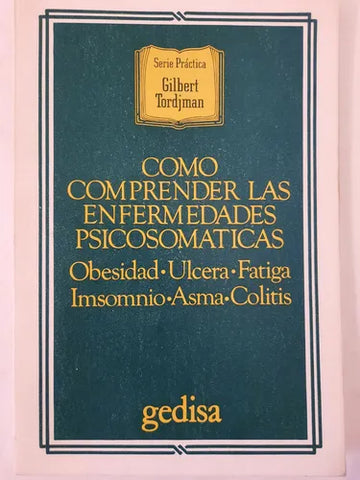 Serie Práctica
Gilbert
Tordjman
COMO
COMPRENDER LAS
ENFERMEDADES
PSICOSOMATICAS
Obesidad·Ulcera·Fatiga
Imsomnio·Asma·Colitis
gedisa